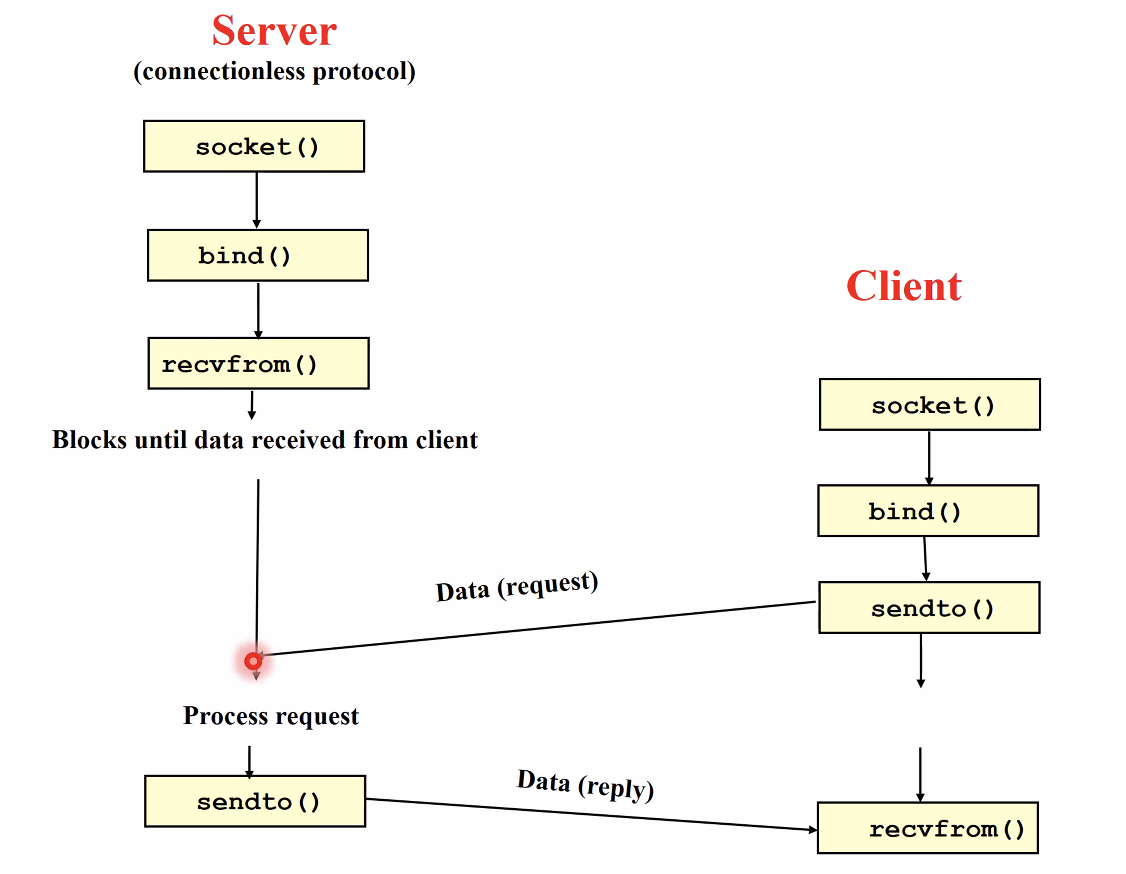 Server
(connectionless protocol)
socket()
bind()
recvfrom()
Blocks until data received from client
Process request
sendto()
Data (request)
Data (reply)
Client
socket()
bind()
sendto()
recvfrom()